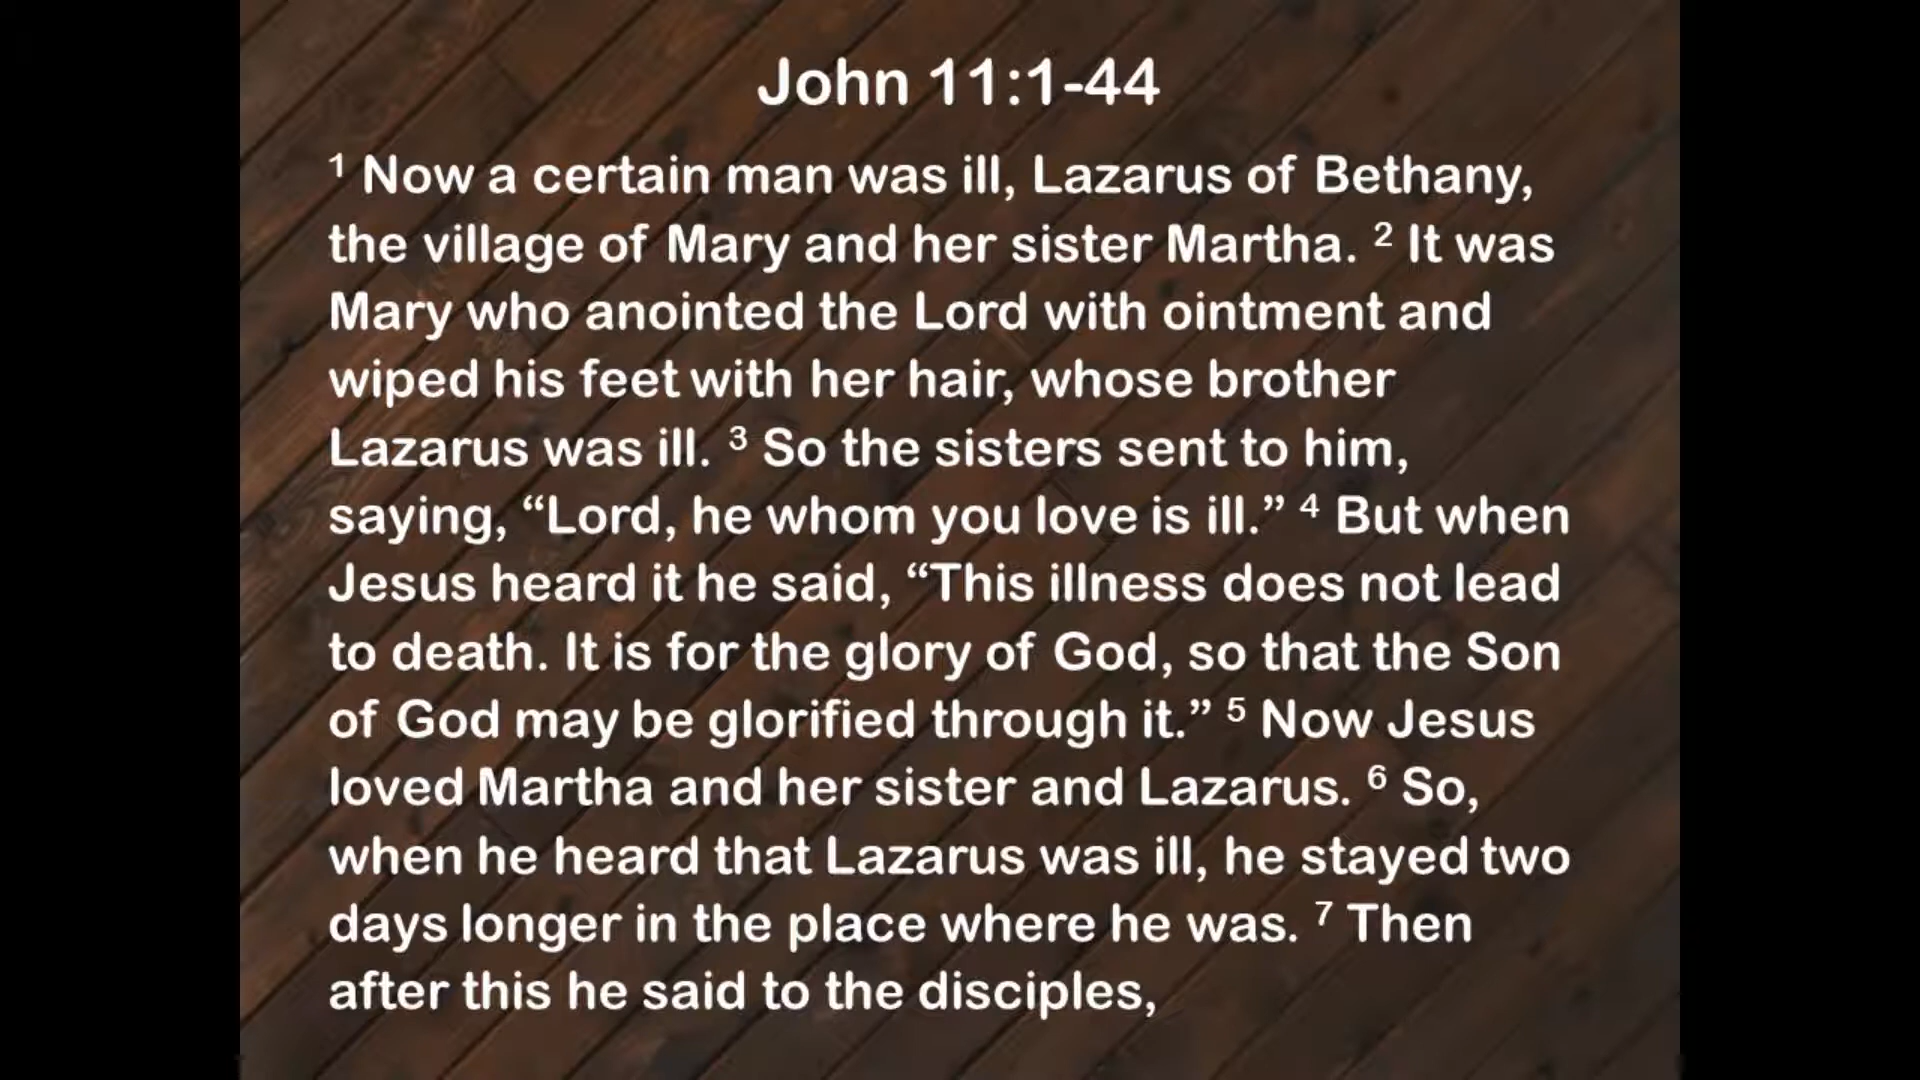 John 11:1-44
¹ Now a certain man was ill, Lazarus of Bethany,
the village of Mary and her sister Martha. ² It was
Mary who anointed the Lord with ointment and
wiped his feet with her hair, whose brother
Lazarus was ill. ³ So the sisters sent to him,
saying, “Lord, he whom you love is ill.” ⁴ But when
Jesus heard it he said, “This illness does not lead
to death. It is for the glory of God, so that the Son
of God may be glorified through it.” ⁵ Now Jesus
loved Martha and her sister and Lazarus. ⁶ So,
when he heard that Lazarus was ill, he stayed two
days longer in the place where he was. ⁷ Then
after this he said to the disciples,